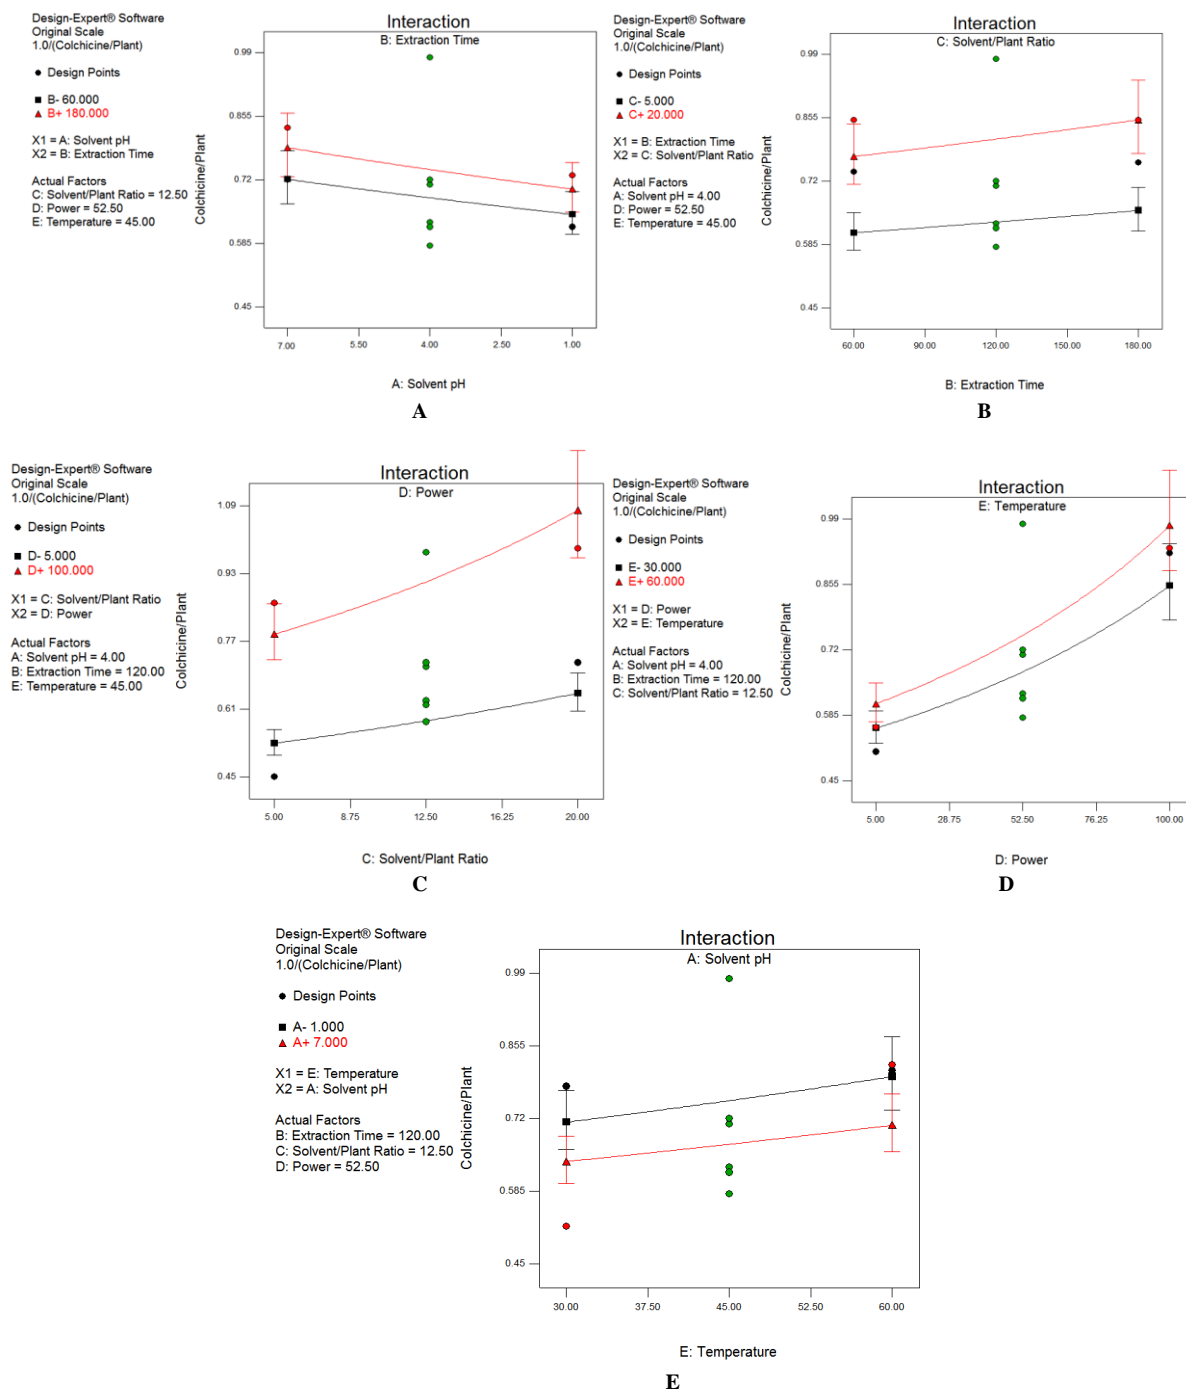 Design-Expert® Software
Original Scale
1.0/(Colchicine/Plant)
Design Points
B- 60.000
B+ 180.000
X1 = A: Solvent pH
X2 = B: Extraction Time
Actual Factors
C: Solvent/Plant Ratio = 12.50
D: Power = 52.50
E: Temperature = 45.00
Interaction
B: Extraction Time
Colchicine/Plant
0.99
0.855
0.72
0.585
0.45
7.00 5.50 4.00 2.50 1.00
A: Solvent pH
A
Design-Expert® Software
Original Scale
1.0/(Colchicine/Plant)
Design Points
C- 5.000
C+ 20.000
X1 = B: Extraction Time
X2 = C: Solvent/Plant Ratio
Actual Factors
A: Solvent pH = 4.00
D: Power = 52.50
E: Temperature = 45.00
Interaction
C: Solvent/Plant Ratio
Colchicine/Plant
0.99
0.855
0.72
0.585
0.45
60.00 90.00 120.00 150.00 180.00
B: Extraction Time
B
Design-Expert® Software
Original Scale
1.0/(Colchicine/Plant)
Design Points
D- 5.000
D+ 100.000
X1 = C: Solvent/Plant Ratio
X2 = D: Power
Actual Factors
A: Solvent pH = 4.00
B: Extraction Time = 120.00
E: Temperature = 45.00
Interaction
D: Power
Colchicine/Plant
1.09
0.93
0.77
0.61
0.45
5.00 8.75 12.50 16.25 20.00
C: Solvent/Plant Ratio
C
Design-Expert® Software
Original Scale
1.0/(Colchicine/Plant)
Design Points
E- 30.000
E+ 60.000
X1 = D: Power
X2 = E: Temperature
Actual Factors
A: Solvent pH = 4.00
B: Extraction Time = 120.00
C: Solvent/Plant Ratio = 12.50
Interaction
E: Temperature
Colchicine/Plant
0.99
0.855
0.72
0.585
0.45
5.00 28.75 52.50 76.25 100.00
D: Power
D
Design-Expert® Software
Original Scale
1.0/(Colchicine/Plant)
Design Points
A- 1.000
A+ 7.000
X1 = E: Temperature
X2 = A: Solvent pH
Actual Factors
B: Extraction Time = 120.00
C: Solvent/Plant Ratio = 12.50
D: Power = 52.50
Interaction
A: Solvent pH
Colchicine/Plant
0.99
0.855
0.72
0.585
0.45
30.00 37.50 45.00 52.50 60.00
E: Temperature
E